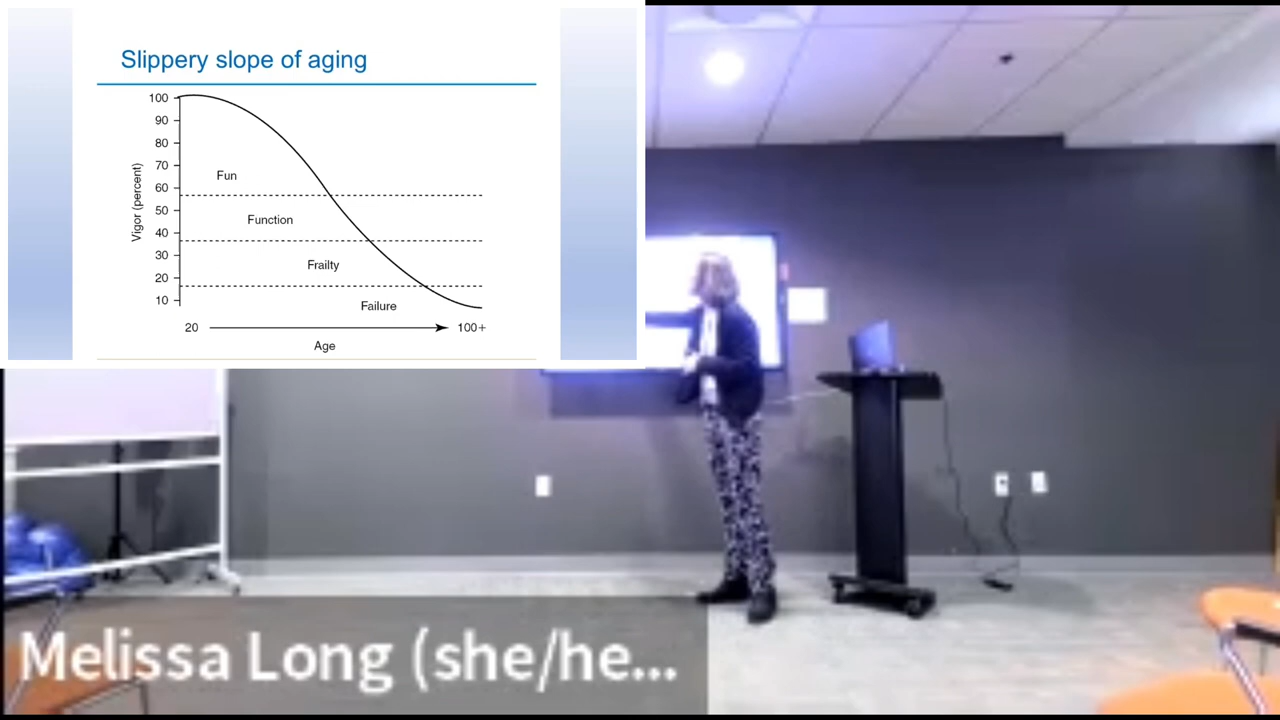 Slippery slope of aging
Vigor (percent)
100
90
80
70
60
50
40
30
20
10
Fun
Function
Frailty
Failure
20
100+
Age
Melissa Long (she/he...